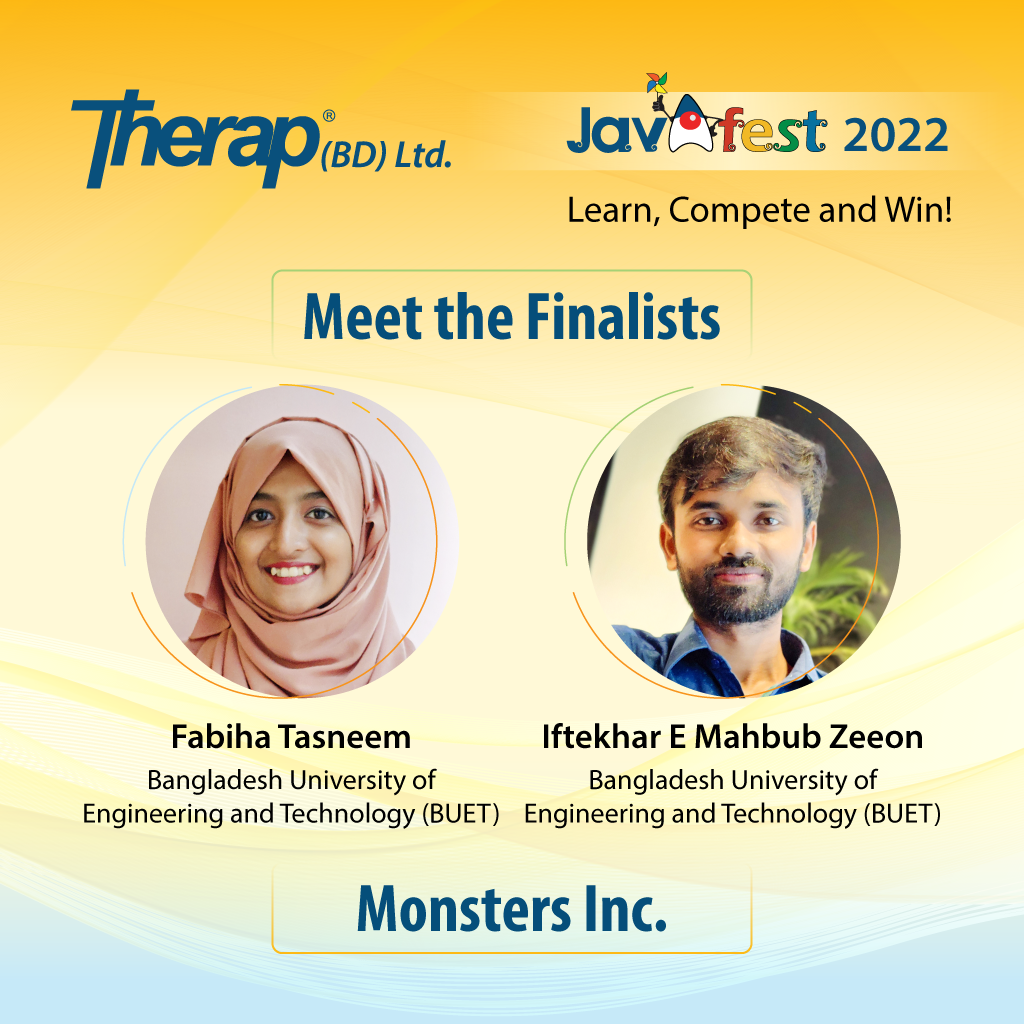 Therap® (BD) Ltd.
Javafest 2022
Learn, Compete and Win!
Meet the Finalists
Fabiha Tasneem
Bangladesh University of
Engineering and Technology (BUET)
Iftekhar E Mahbub Zeeon
Bangladesh University of
Engineering and Technology (BUET)
Monsters Inc.